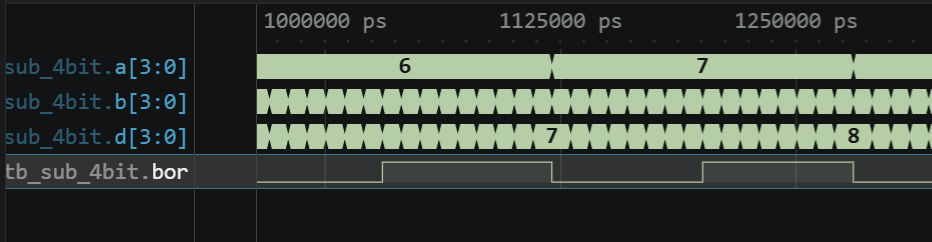 1000000 ps 1125000 ps 1250000 ps
sub_4bit.a[3:0] 6 7
sub_4bit.b[3:0]
sub_4bit.d[3:0] 7 8
tb_sub_4bit.bor